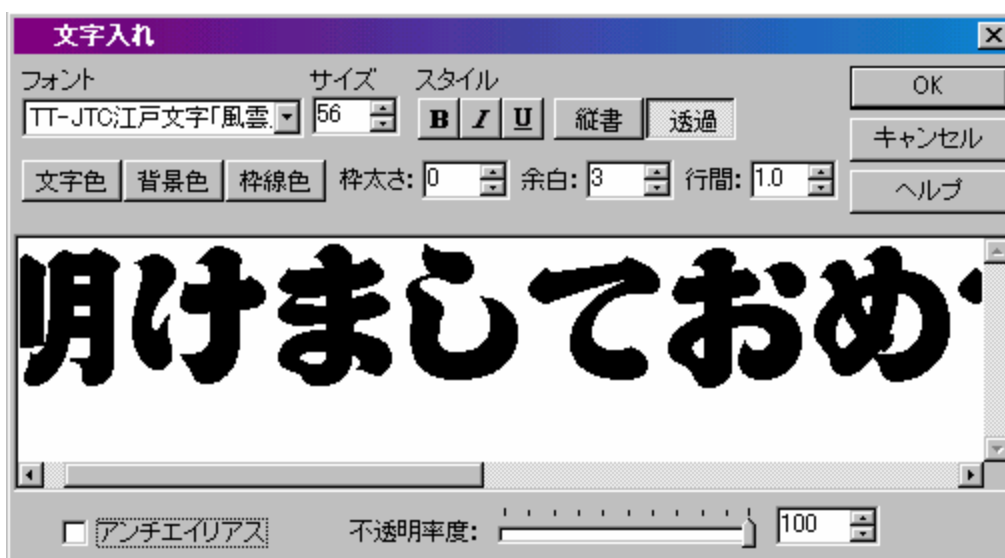 文字入れ
フォント サイズ スタイル
TT-JTC江戸文字「風雲 56 B I U 縦書 透過 OK
キャンセル
文字色 背景色 枠線色 枠太さ: 0 余白: 3 行間: 1.0 ヘルプ
明けましておめ
アンチエイリアス 不透明率度: 100